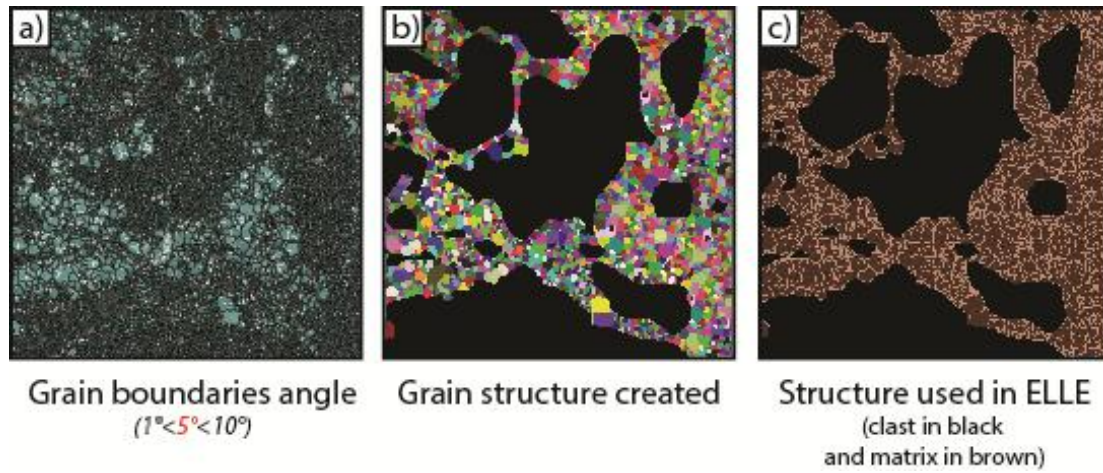 a)
b)
c)
Grain boundaries angle
(1°<5°<10°)
Grain structure created
Structure used in ELLE
(clast in black
and matrix in brown)